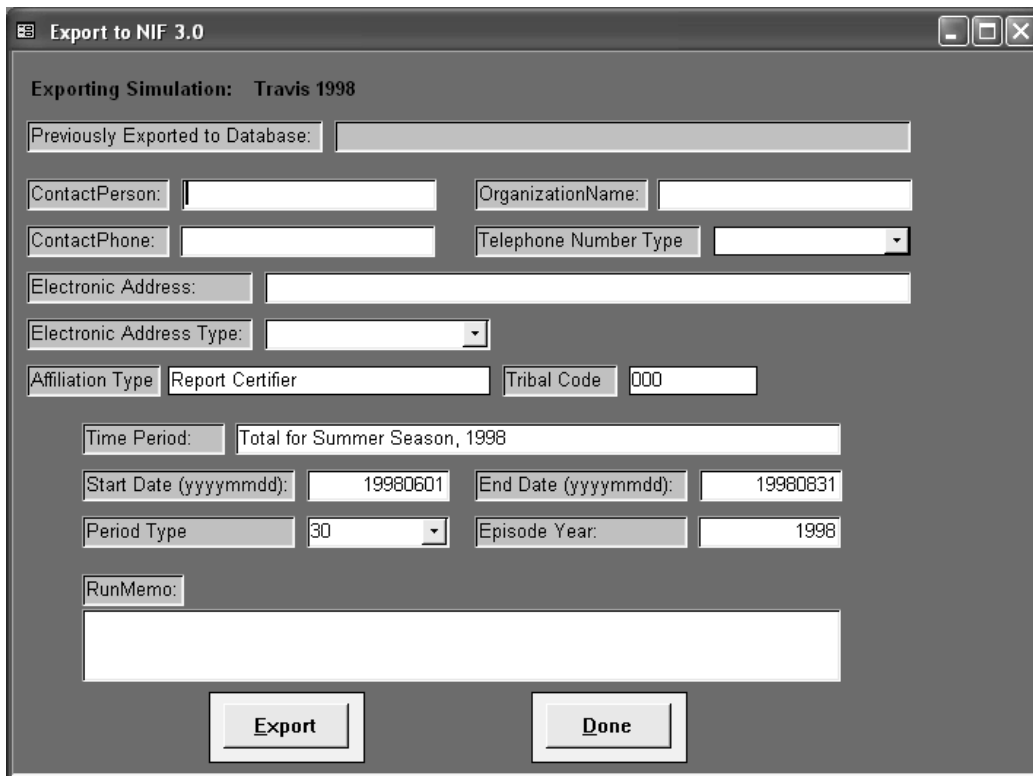 Export to NIF 3.0
Exporting Simulation: Travis 1998
Previously Exported to Database:
ContactPerson: OrganizationName:
ContactPhone: Telephone Number Type
Electronic Address:
Electronic Address Type:
Affiliation Type Report Certifier Tribal Code 000
Time Period: Total for Summer Season, 1998
Start Date (yyyymmdd): 19980601 End Date (yyyymmdd): 19980831
Period Type 30 Episode Year: 1998
RunMemo:
Export Done